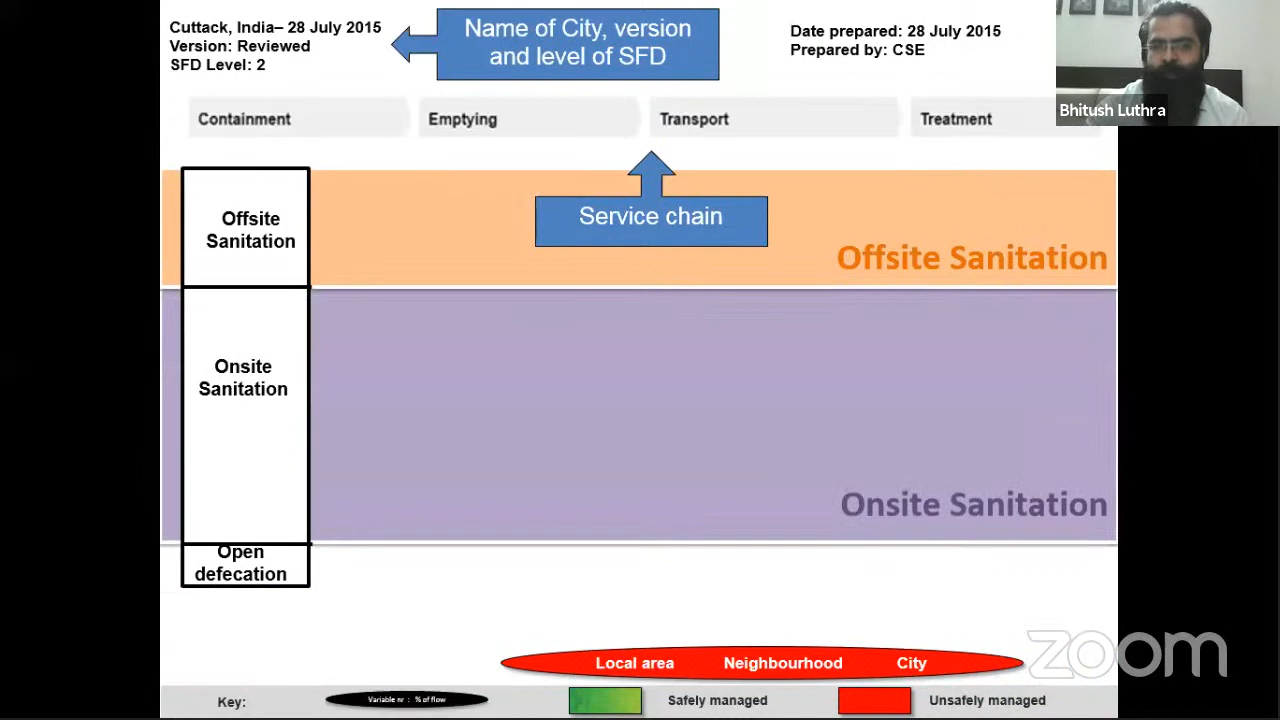 Cuttack, India– 28 July 2015
Version: Reviewed
SFD Level: 2
Name of City, version
and level of SFD
Date prepared: 28 July 2015
Prepared by: CSE
Bhitush Luthra
Containment
Emptying
Transport
Treatment
Service chain
Offsite
Sanitation
Offsite Sanitation
Onsite
Sanitation
Onsite Sanitation
Open
defecation
Local area Neighbourhood City
zoom
Key:
Variable nr : % of flow
Safely managed
Unsafely managed